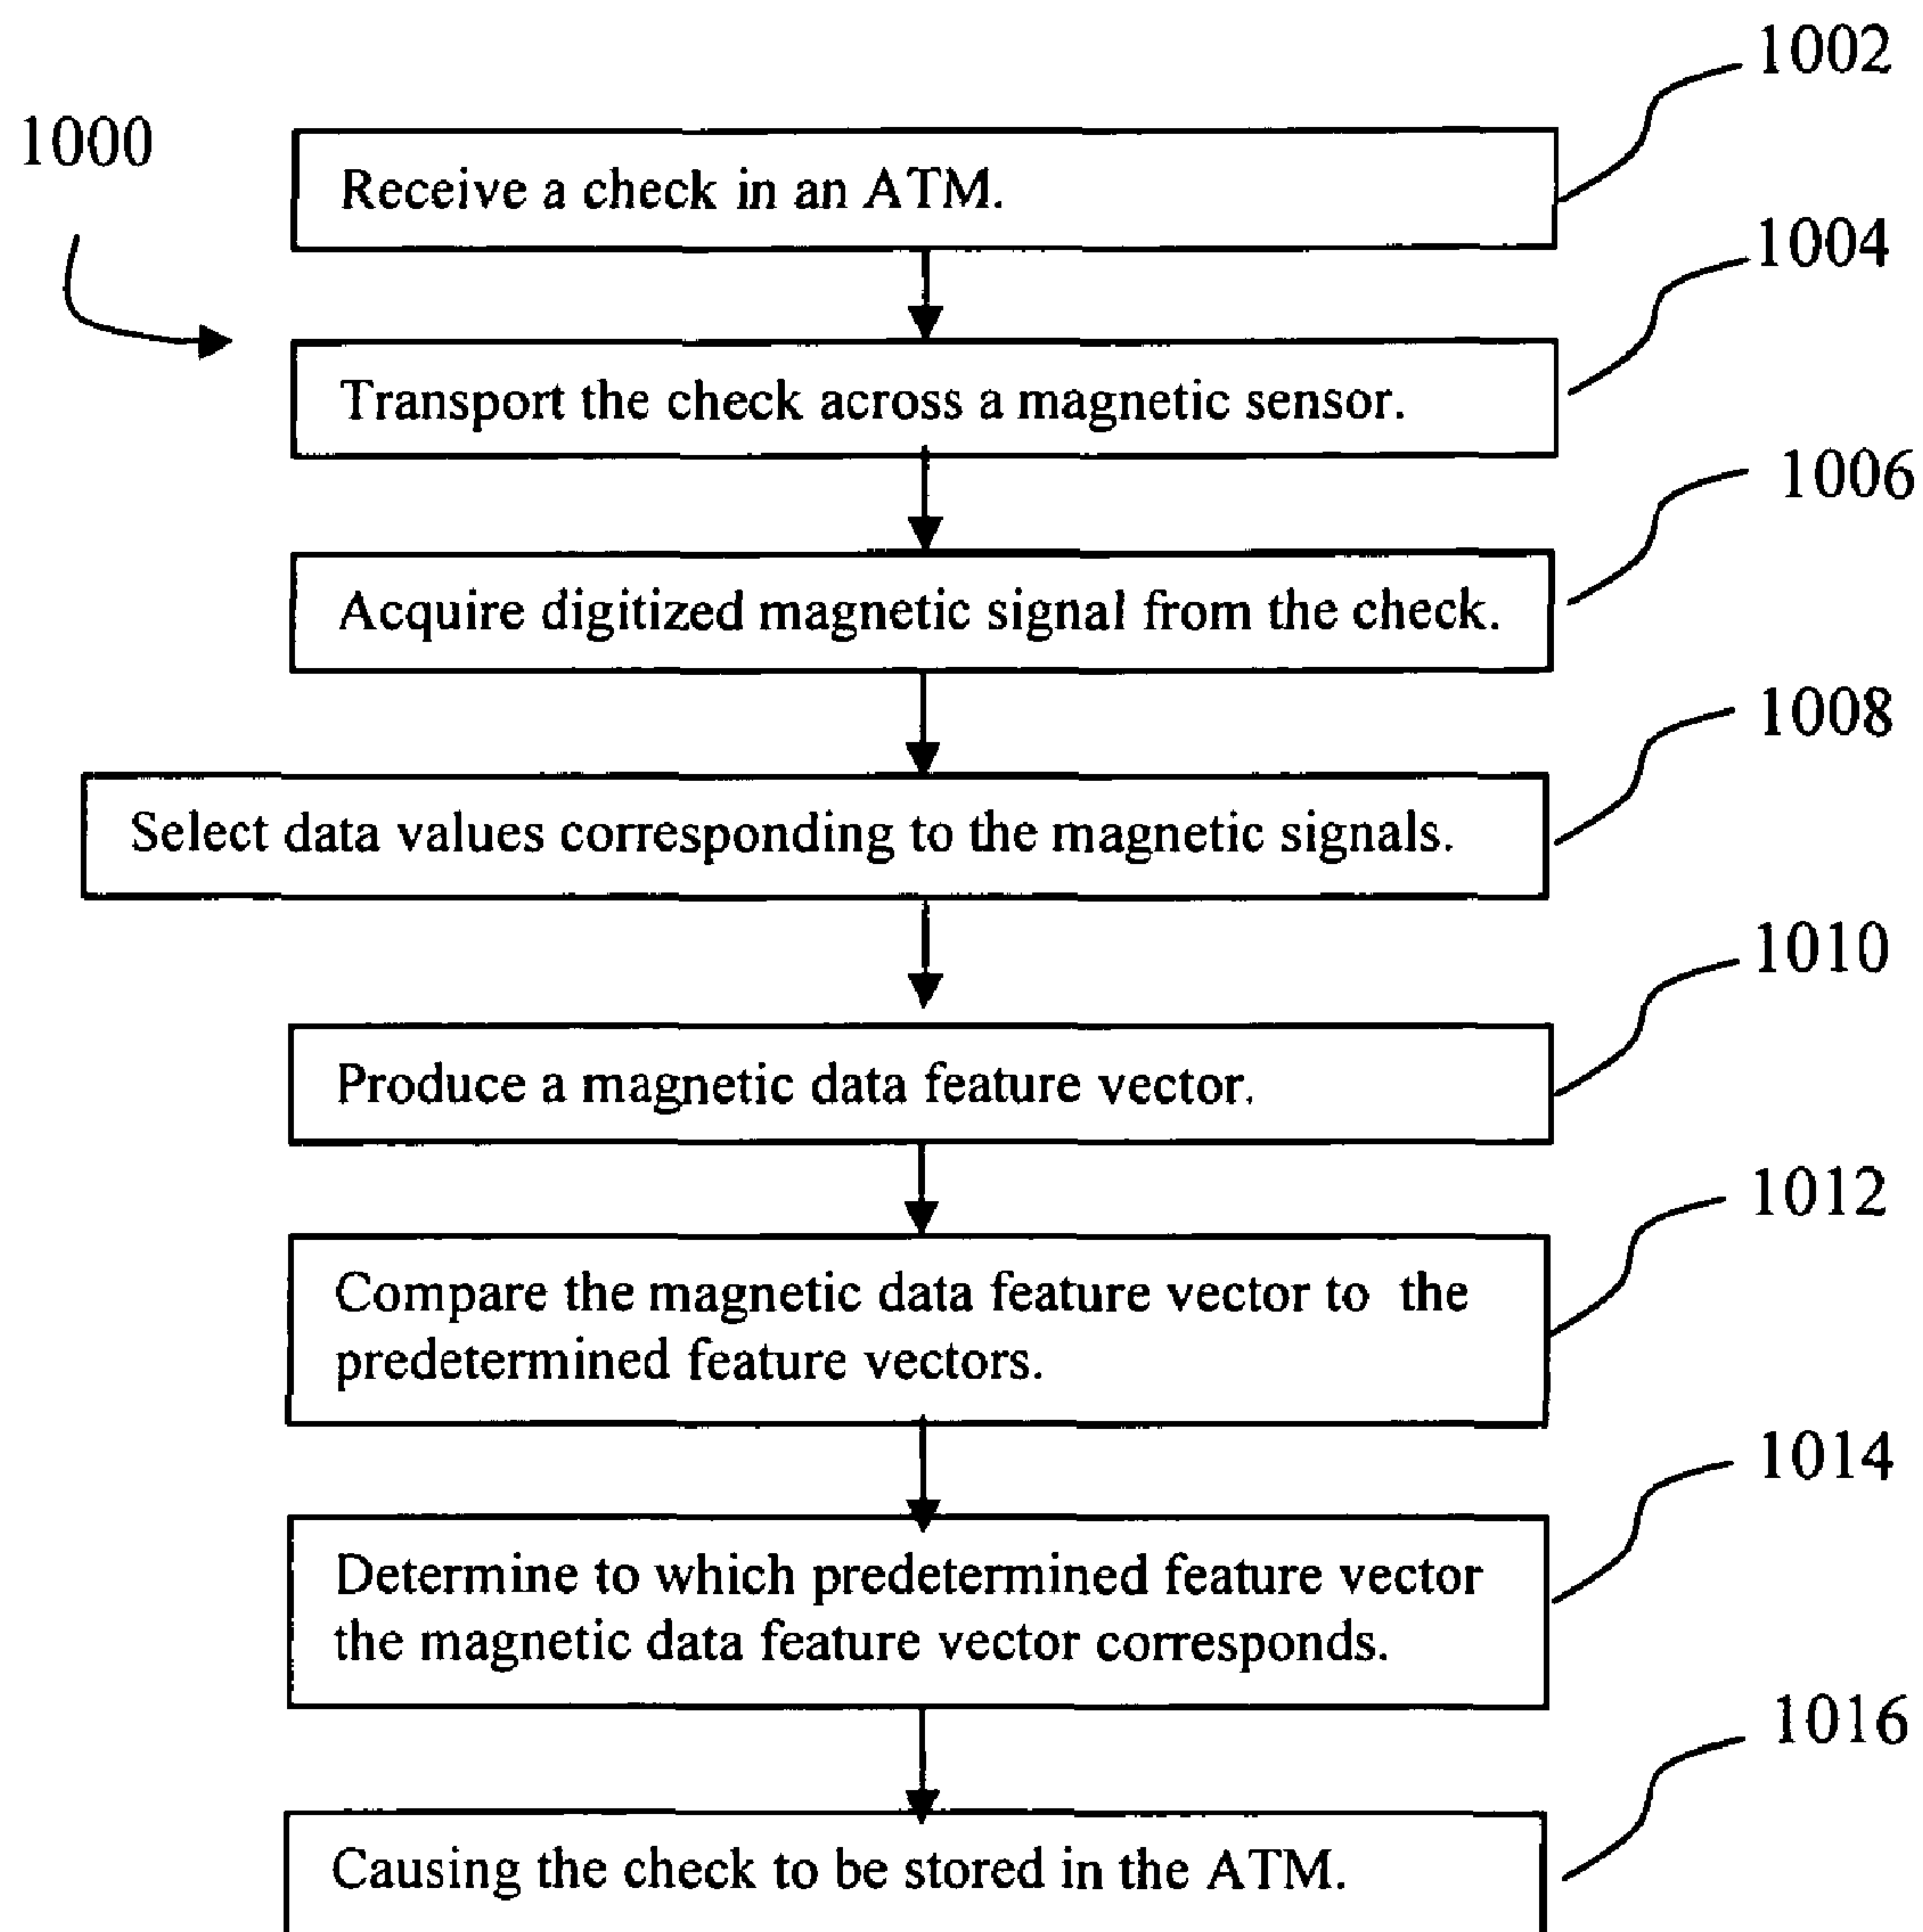 1002
1000
Receive a check in an ATM.
1004
Transport the check across a magnetic sensor.
1006
Acquire digitized magnetic signal from the check.
1008
Select data values corresponding to the magnetic signals.
1010
Produce a magnetic data feature vector.
1012
Compare the magnetic data feature vector to the
predetermined feature vectors.
1014
Determine to which predetermined feature vector
the magnetic data feature vector corresponds.
1016
Causing the check to be stored in the ATM.